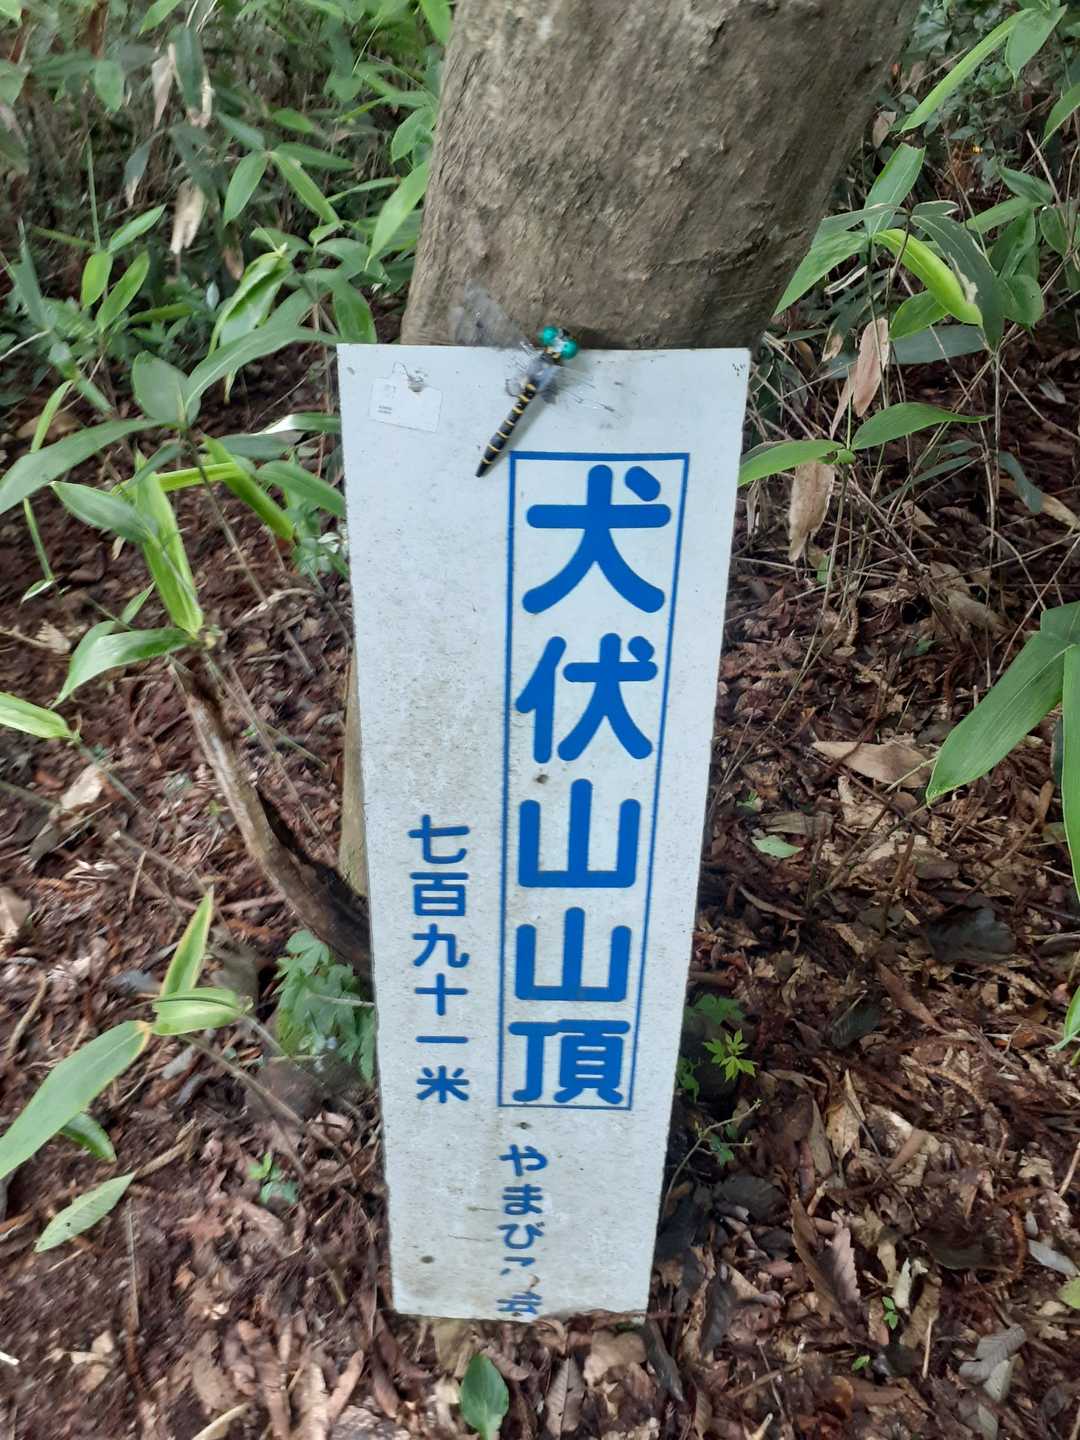 犬伏山山頂
七百九十一米
やまびこ会